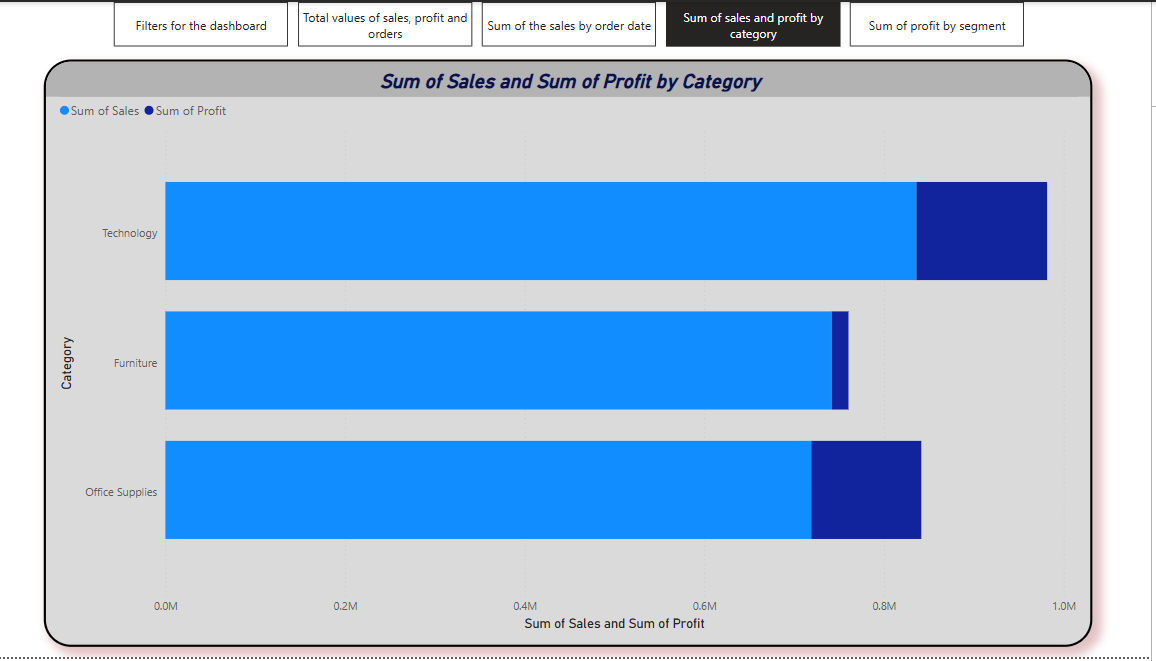 Filters for the dashboard
Total values of sales, profit and
orders
Sum of the sales by order date
Sum of sales and profit by
category
Sum of profit by segment
Sum of Sales and Sum of Profit by Category
Sum of Sales Sum of Profit
Technology
Furniture
Office Supplies
Category
0.0M 0.2M 0.4M 0.6M 0.8M 1.0M
Sum of Sales and Sum of Profit